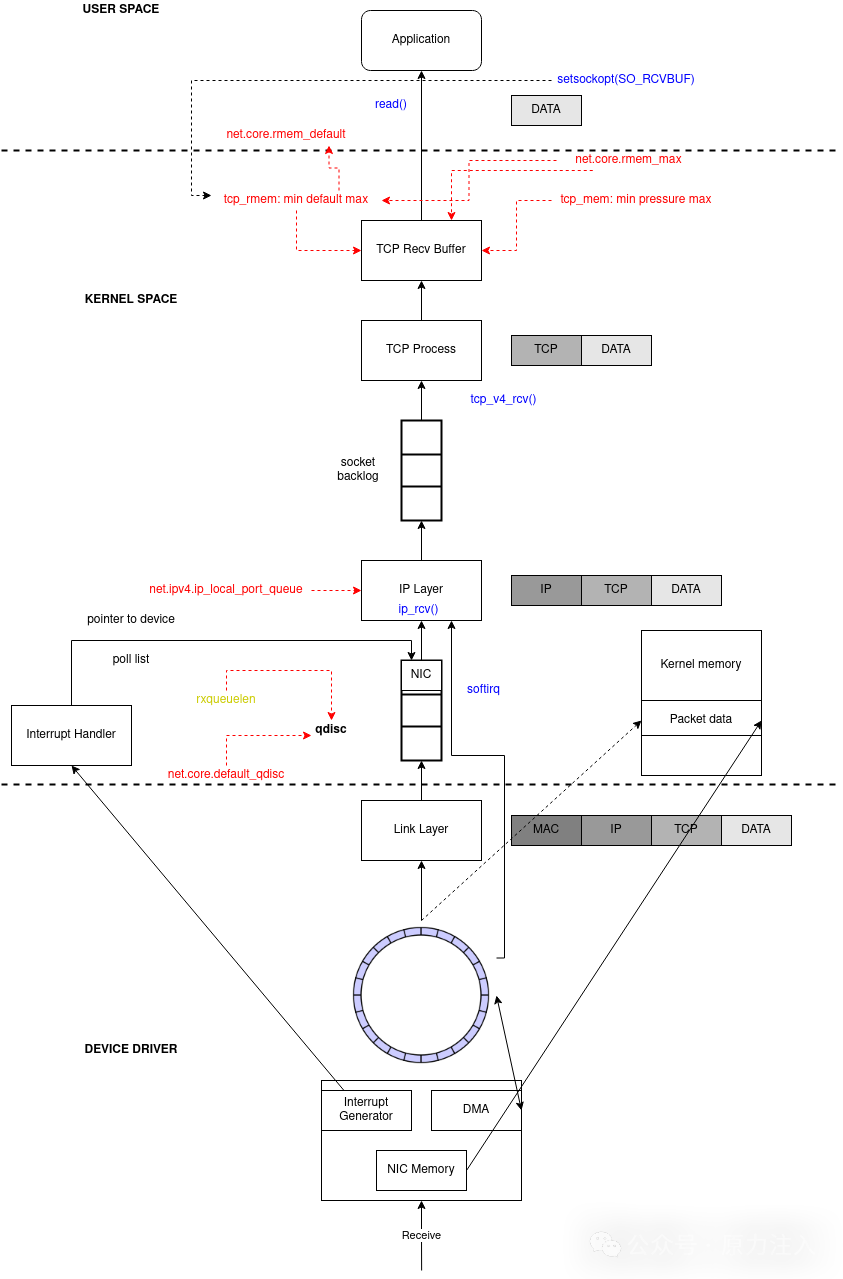 USER SPACE
Application
setsockopt(SO_RCVBUF)
read()
DATA
net.core.rmem_default
net.core.rmem_max
tcp_rmem: min default max
tcp_mem: min pressure max
TCP Recv Buffer
KERNEL SPACE
TCP Process
TCP
DATA
tcp_v4_rcv()
socket
backlog
net.ipv4.ip_local_port_queue
IP Layer
ip_rcv()
IP
TCP
DATA
pointer to device
poll list
NIC
Kernel memory
softirq
rxqueuelen
Packet data
Interrupt Handler
qdisc
net.core.default_qdisc
Link Layer
MAC
IP
TCP
DATA
DEVICE DRIVER
Interrupt
Generator
DMA
NIC Memory
Receive